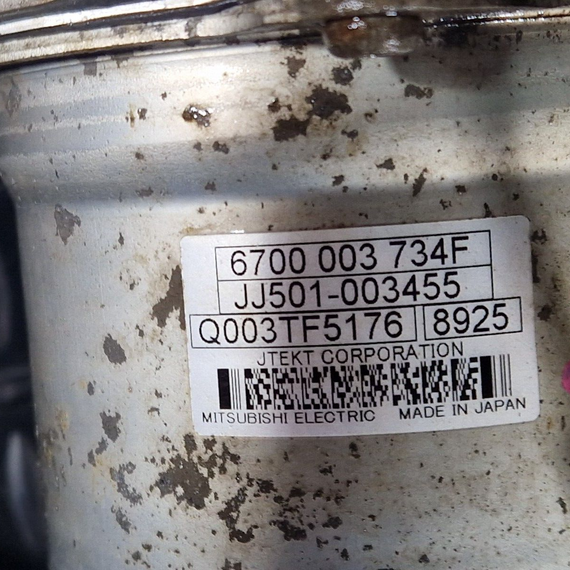 6700 003 734F
JJ501-003455
Q003TF5176 8925
JTEKT CORPORATION
MITSUBISHI ELECTRIC MADE IN JAPAN